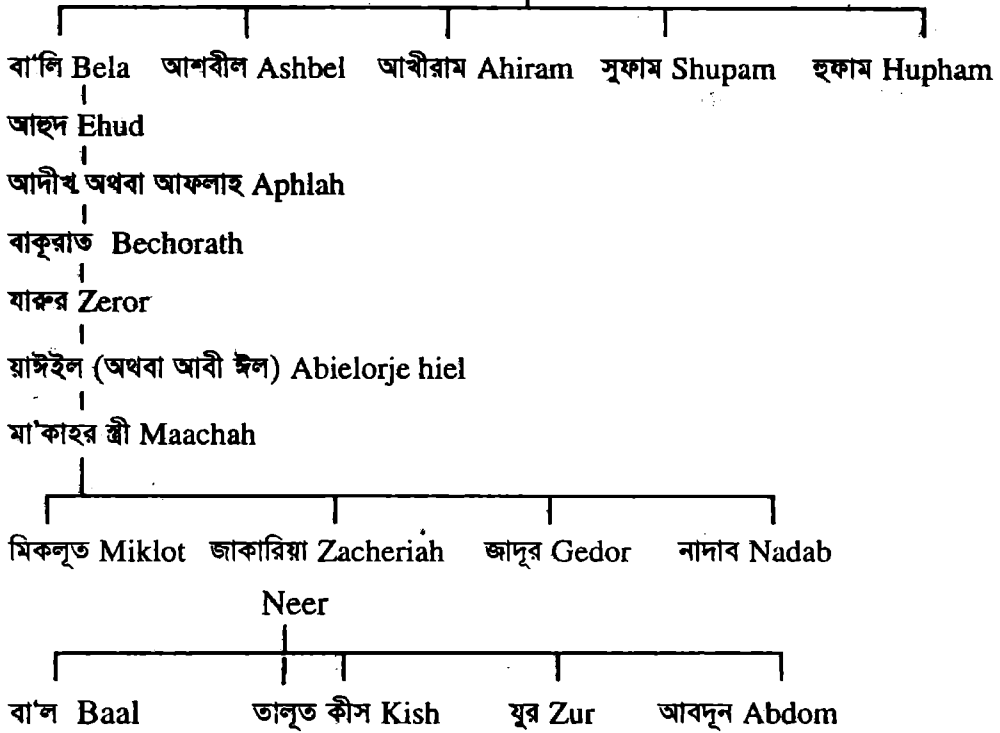 বা‘লি Bela আশবীল Ashbel আখীরাম Ahiram সুফাম Shupam হুফাম Hupham
আহুদ Ehud
আদীখ অথবা আফলাহ Aphlah
বাকূরাত Bechorath
যারুর Zeror
য়াঈইল (অথবা আবী ঈল) Abielorje hiel
মা'কাহর স্ত্রী Maachah
মিকলূত Miklot জাকারিয়া Zacheriah জাদূর Gedor নাদাব Nadab
Neer
বা‘ল Baal তালূত কীস Kish যুর Zur আবদূন Abdom